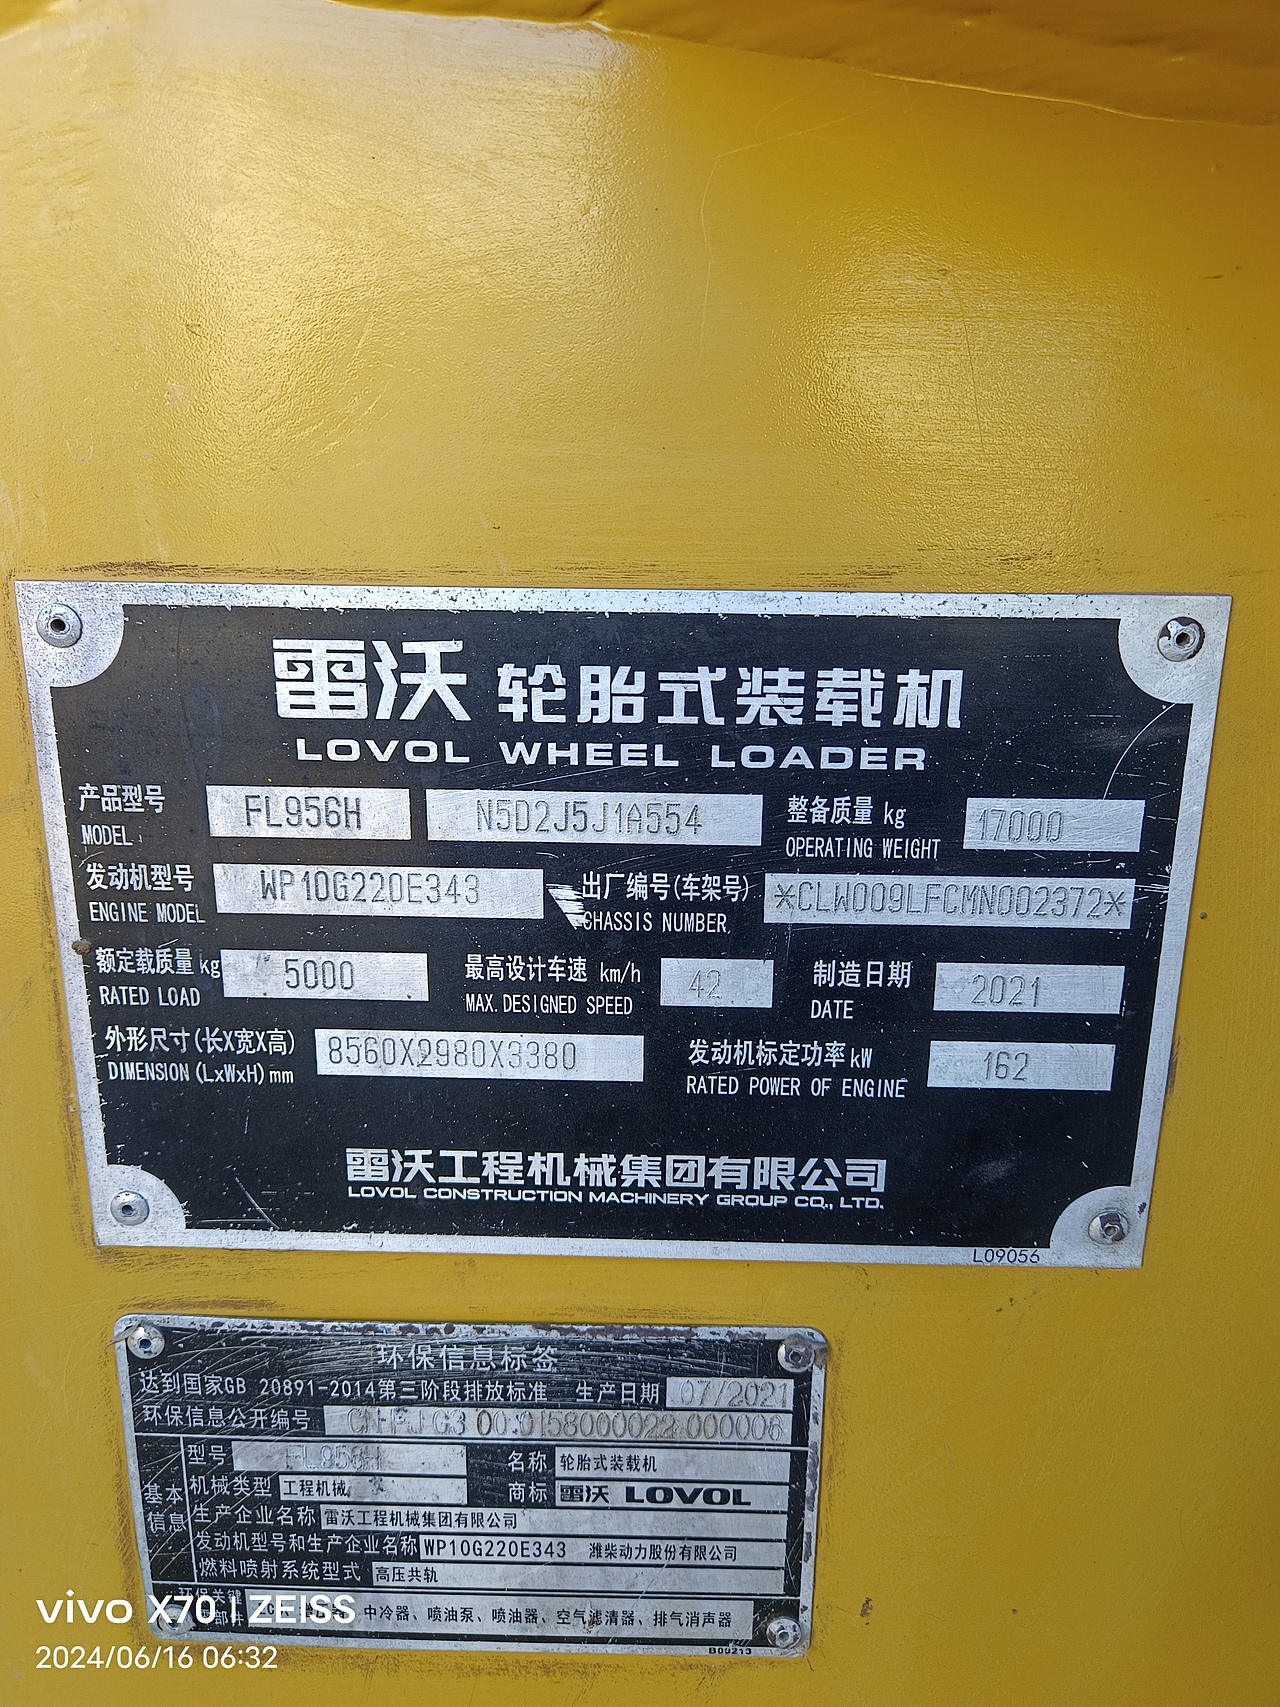 雷沃 轮胎式装载机
LOVOL WHEEL LOADER
产品型号 FL956H N5D2J5J1A554 整备质量 kg 17000
MODEL OPERATING WEIGHT
发动机型号 WP10G220E343 出厂编号(车架号) *CLW009LFCMN002372*
ENGINE MODEL CHASSIS NUMBER
额定载质量 kg 5000 最高设计车速 km/h 42 制造日期 2021
RATED LOAD MAX. DESIGNED SPEED DATE
外形尺寸(长X宽X高) 8560X2980X3380 发动机标定功率 kW 162
DIMENSION (LxWxH) mm RATED POWER OF ENGINE
雷沃工程机械集团有限公司
LOVOL CONSTRUCTION MACHINERY GROUP CO., LTD.
L09056
环保信息标签
达到国家GB 20891-2014第三阶段排放标准 生产日期 07/2021
环保信息公开编号
型号 FL956H 名称 轮胎式装载机
机械类型 工程机械 商标 雷沃 LOVOL
基本信息
生产企业名称 雷沃工程机械集团有限公司
发动机型号和生产企业名称 WP10G220E343 潍柴动力股份有限公司
燃料喷射系统型式 高压共轨
中冷器、喷油泵、喷油器、空气滤清器、排气消声器
B09213
vivo X70 | ZEISS
2024/06/16 06:32